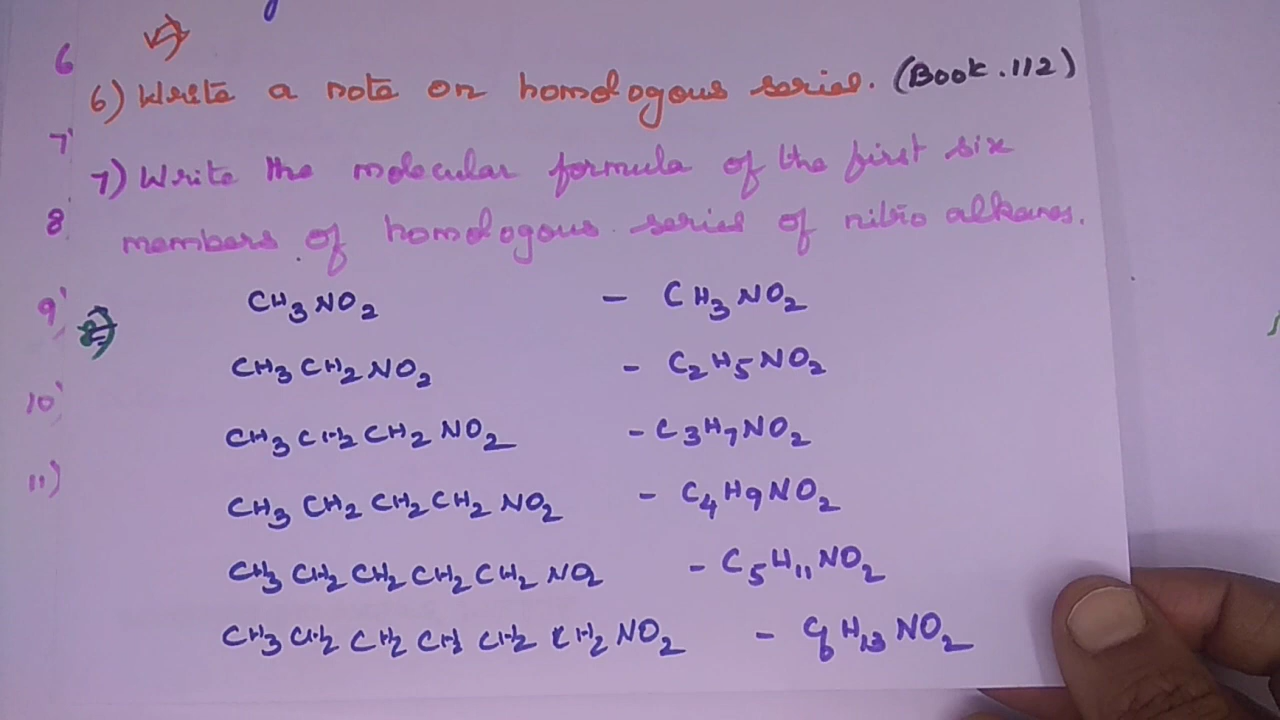 6
6) Write a note on homologous series. (Book.112)
7
7) Write the molecular formula of the first six
8
members of homologous series of nitro alkanes.
9
CH3NO2 - CH3NO2
CH3CH2NO2 - C2H5NO2
10
CH3CH2CH2NO2 - C3H7NO2
11)
CH3CH2CH2CH2NO2 - C4H9NO2
CH3CH2CH2CH2CH2NO2 - C5H11NO2
CH3CH2CH2CH2CH2CH2NO2 - C6H13NO2